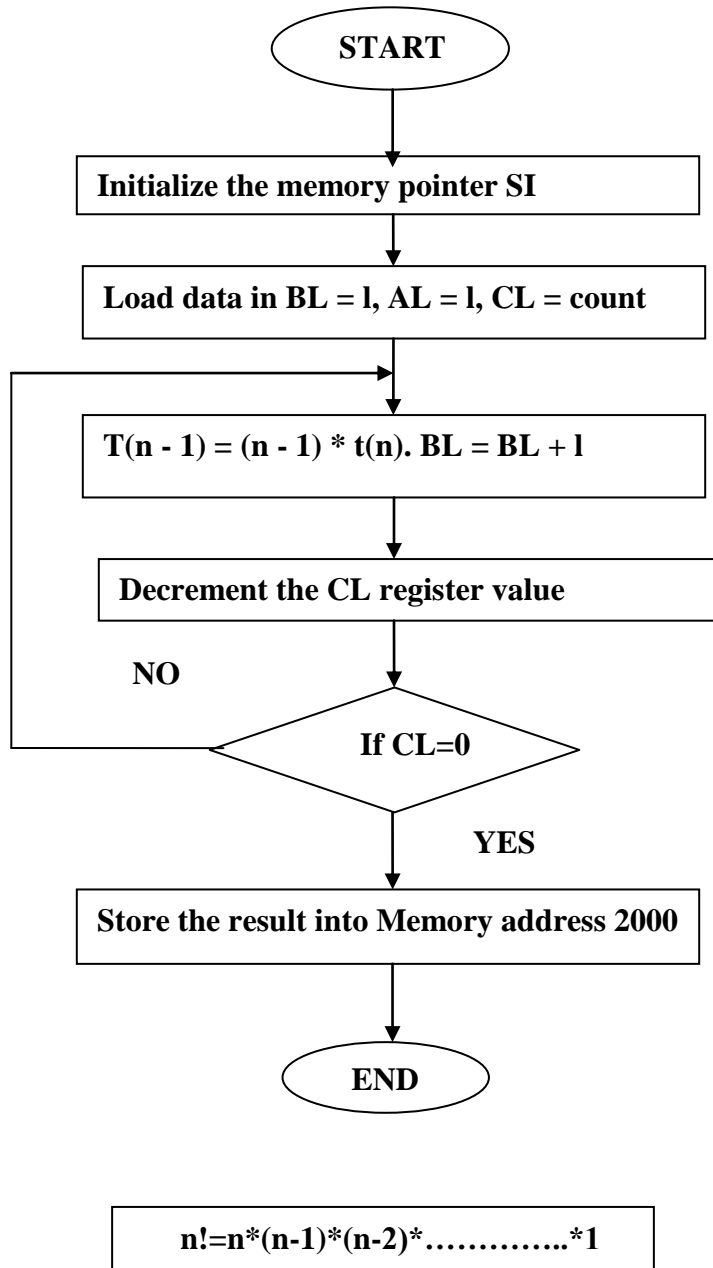 START
Initialize the memory pointer SI
Load data in BL = l, AL = l, CL = count
T(n - 1) = (n - 1) * t(n). BL = BL + l
Decrement the CL register value
NO
If CL=0
YES
Store the result into Memory address 2000
END
n!=n*(n-1)*(n-2)*…………..*1